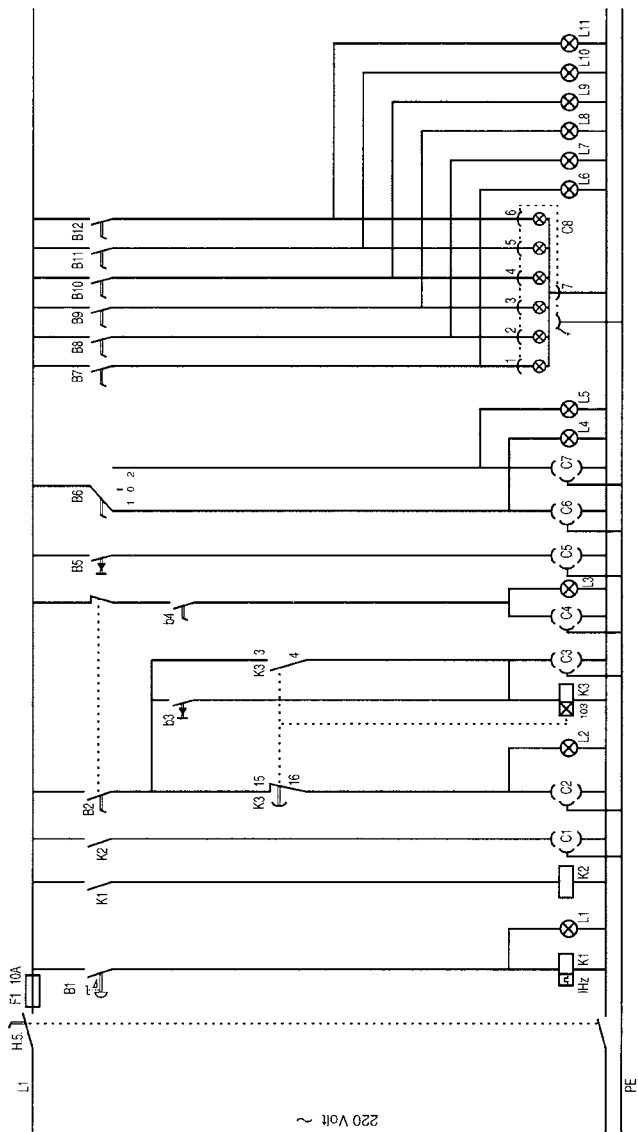 220 Volt ~
L1
H.5.
F1 10A
B1
K1
K2
B2
b4
B5
B6
1 0 2
B7
B8
B9
B10
B11
B12
b3
K3
15
16
K3
3
4
1
2
3
4
5
6
7
C8
IHz
K1
L1
K2
C1
C2
L2
103
K3
C3
C4
L3
C5
C6
C7
L4
L5
L6
L7
L8
L9
L10
L11
PE